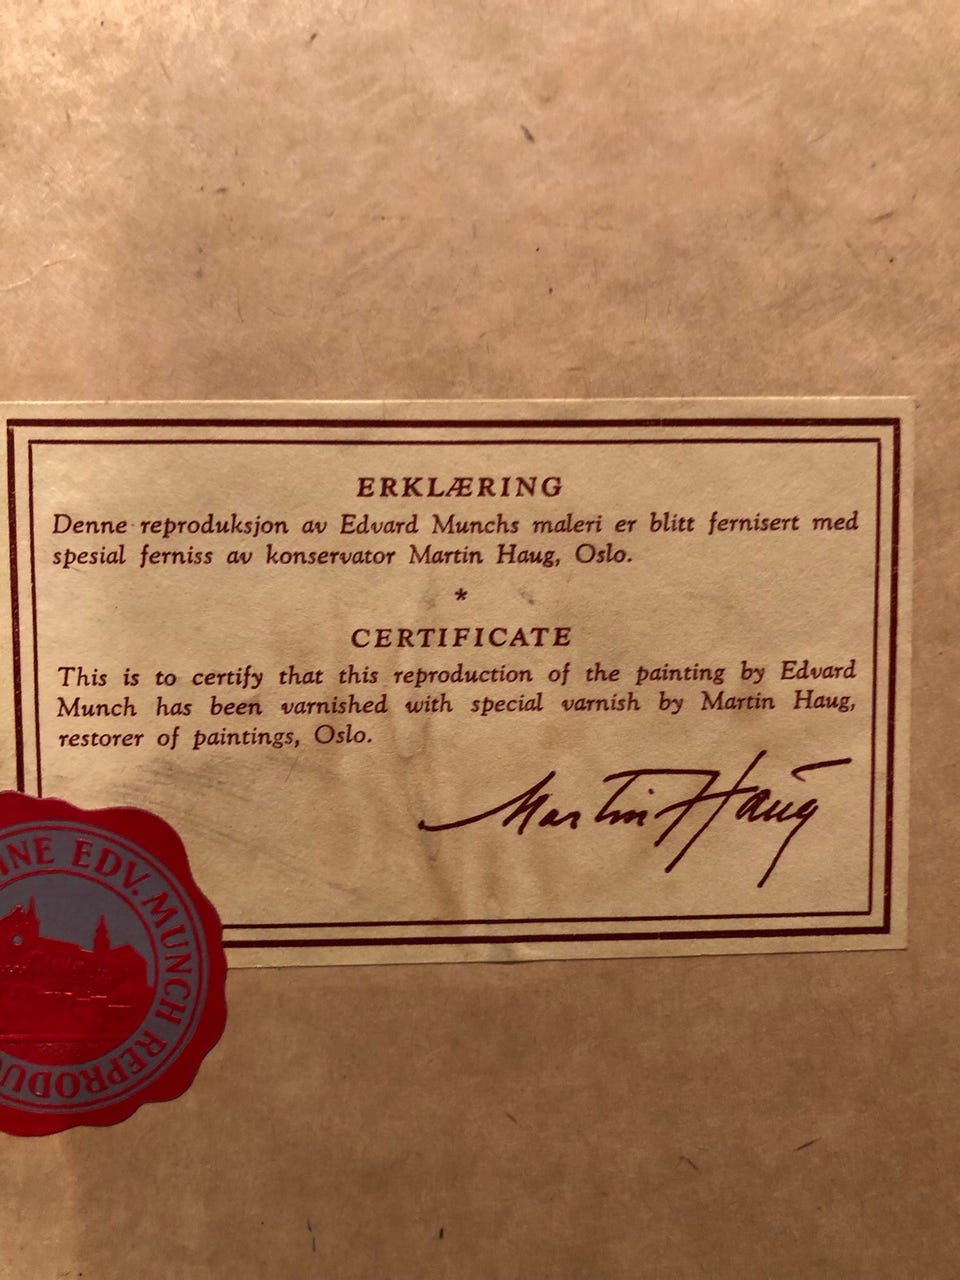 ERKLÆRING
Denne reproduksjon av Edvard Munchs maleri er blitt fernisert med
spesial ferniss av konservator Martin Haug, Oslo.
*
CERTIFICATE
This is to certify that this reproduction of the painting by Edvard
Munch has been varnished with special varnish by Martin Haug,
restorer of paintings, Oslo.
Martin Haug
EDV. MUNCH